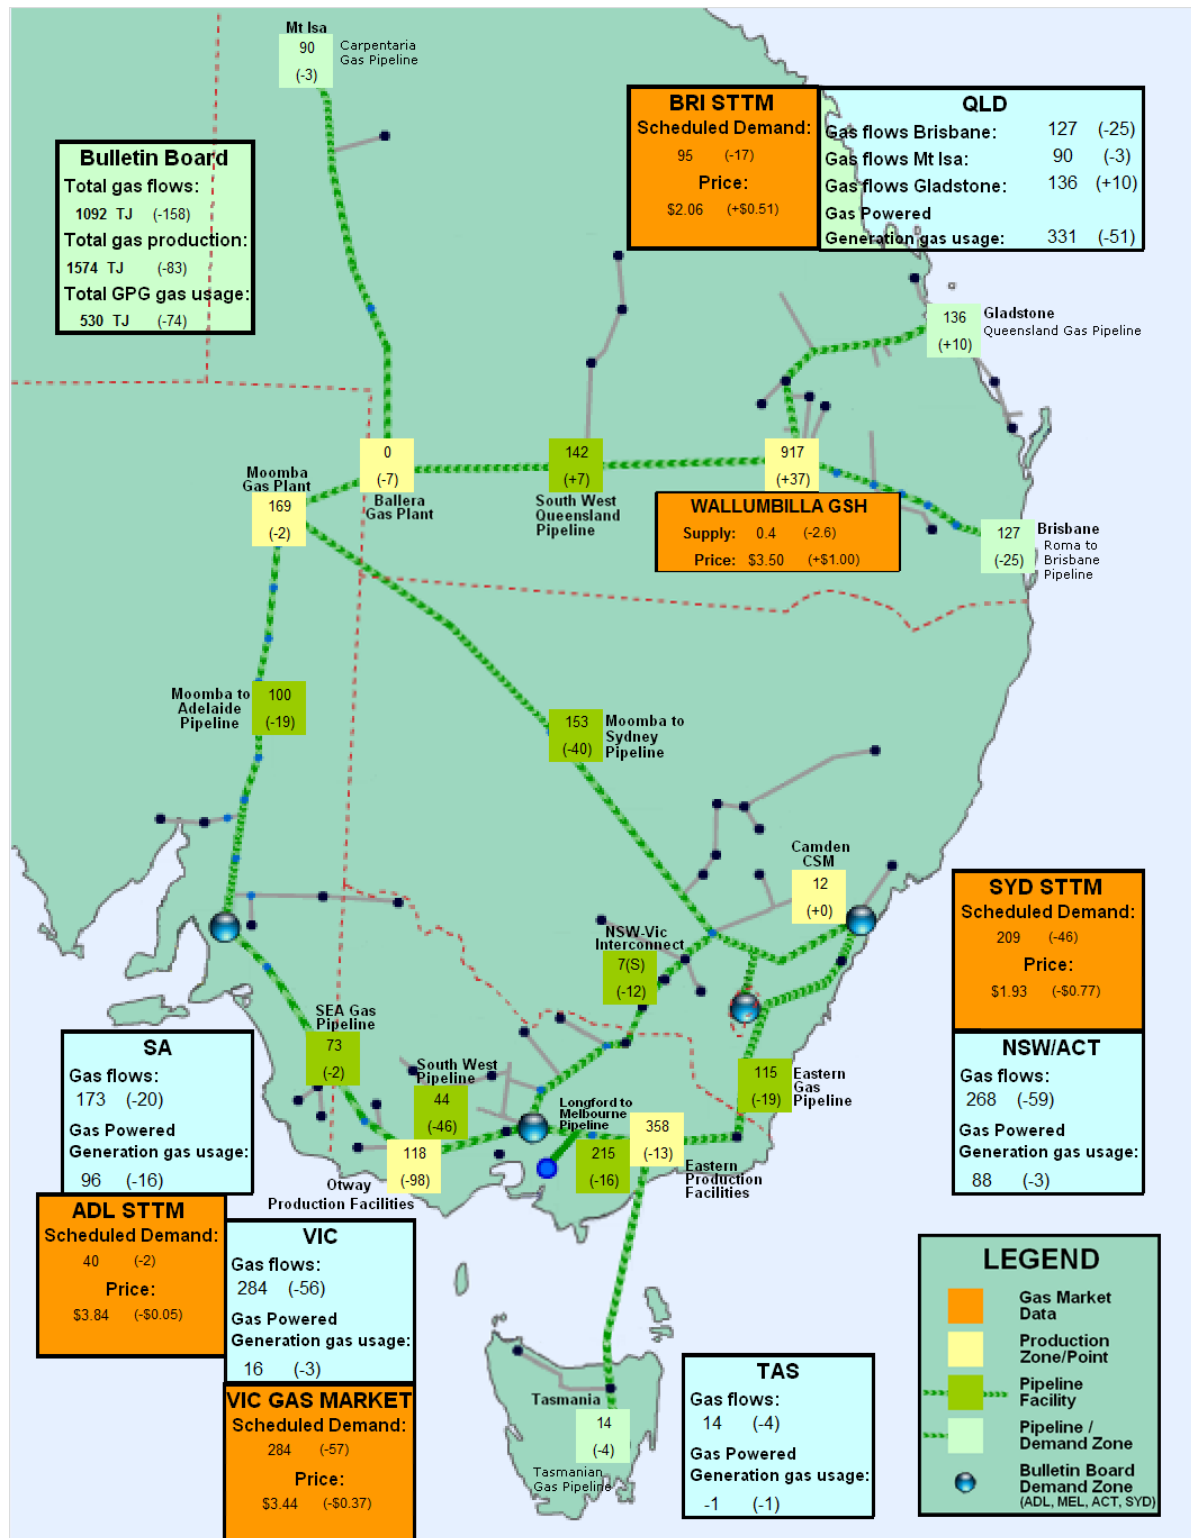 Mt Isa
90
(-3)
Carpentaria
Gas Pipeline
Bulletin Board
Total gas flows:
1092 TJ (-158)
Total gas production:
1574 TJ (-83)
Total GPG gas usage:
530 TJ (-74)
BRI STTM
Scheduled Demand:
95 (-17)
Price:
$2.06 (+$0.51)
QLD
Gas flows Brisbane: 127 (-25)
Gas flows Mt Isa: 90 (-3)
Gas flows Gladstone: 136 (+10)
Gas Powered
Generation gas usage: 331 (-51)
136
(+10)
Gladstone
Queensland Gas Pipeline
0
(-7)
Ballera
Gas Plant
142
(+7)
South West
Queensland
Pipeline
917
(+37)
Moomba
Gas Plant
169
(-2)
WALLUMBILLA GSH
Supply: 0.4 (-2.6)
Price: $3.50 (+$1.00)
127
(-25)
Brisbane
Roma to
Brisbane
Pipeline
Moomba to
Adelaide
Pipeline
100
(-19)
153
(-40)
Moomba to
Sydney
Pipeline
Camden
CSM
12
(+0)
SYD STTM
Scheduled Demand:
209 (-46)
Price:
$1.93 (-$0.77)
NSW-Vic
Interconnect
7(S)
(-12)
SEA Gas
Pipeline
73
(-2)
SA
Gas flows:
173 (-20)
Gas Powered
Generation gas usage:
96 (-16)
South West
Pipeline
44
(-46)
Longford to
Melbourne
Pipeline
215
(-16)
358
(-13)
Eastern
Production
Facilities
115
(-19)
Eastern
Gas
Pipeline
NSW/ACT
Gas flows:
268 (-59)
Gas Powered
Generation gas usage:
88 (-3)
118
(-98)
Otway
Production Facilities
ADL STTM
Scheduled Demand:
40 (-2)
Price:
$3.84 (-$0.05)
VIC
Gas flows:
284 (-56)
Gas Powered
Generation gas usage:
16 (-3)
VIC GAS MARKET
Scheduled Demand:
284 (-57)
Price:
$3.44 (-$0.37)
Tasmania
14
(-4)
Tasmanian
Gas Pipeline
TAS
Gas flows:
14 (-4)
Gas Powered
Generation gas usage:
-1 (-1)
LEGEND
Gas Market
Data
Production
Zone/Point
Pipeline
Facility
Pipeline /
Demand Zone
Bulletin Board
Demand Zone
(ADL, MEL, ACT, SYD)